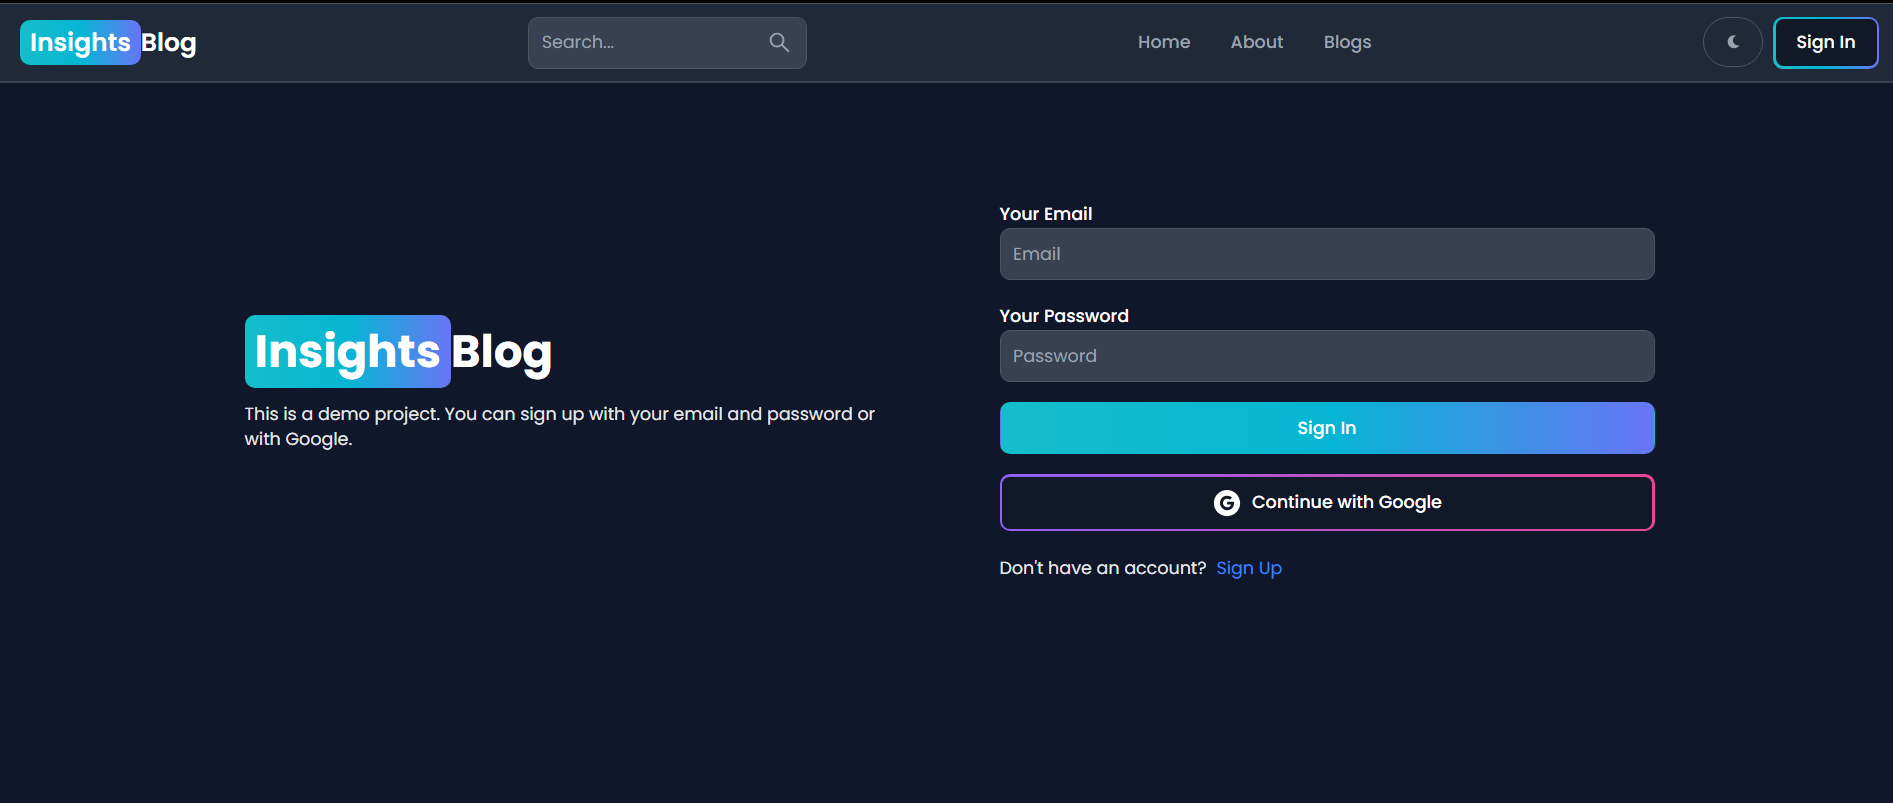 Insights Blog
Search...
Home
About
Blogs
Sign In
Your Email
Email
Your Password
Password
Sign In
Continue with Google
Don't have an account? Sign Up
Insights Blog
This is a demo project. You can sign up with your email and password or
with Google.